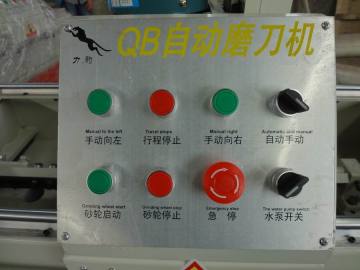 QB自动磨刀机
力豹
Manual to the left
手动向左
Travel stops
行程停止
Manual right
手动向右
Automatic and manual
自动手动
Grinding wheel start
砂轮启动
Grinding wheel stop
砂轮停止
Emergency stop
急停
The water pump switch
水泵开关